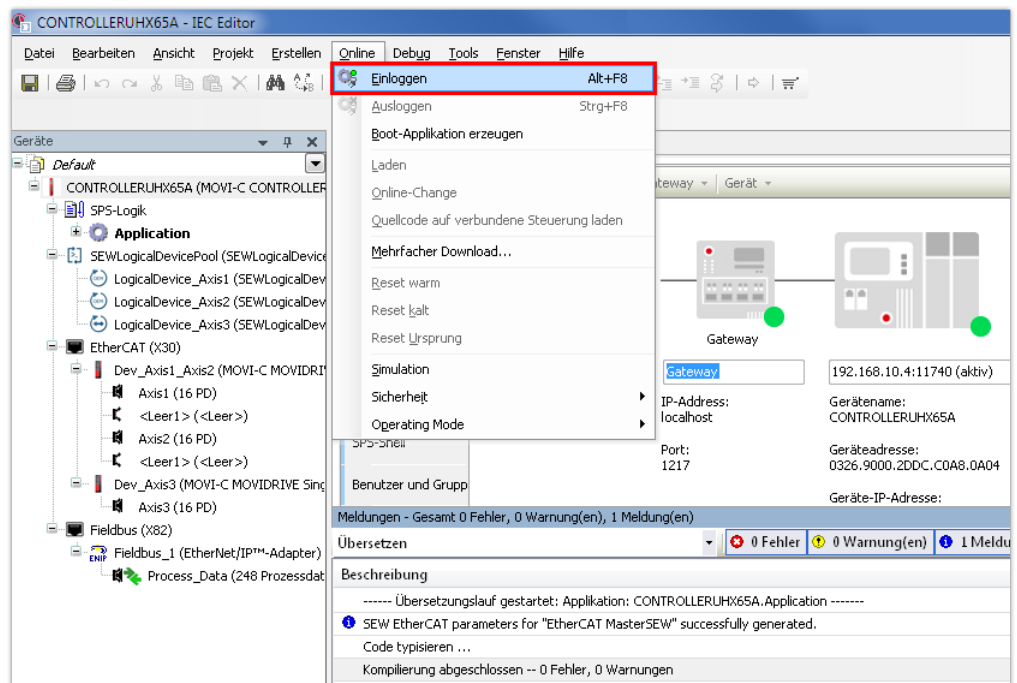 CONTROLLERUHX65A - IEC Editor
Datei Bearbeiten Ansicht Projekt Erstellen Online Debug Tools Fenster Hilfe
Einloggen Alt+F8
Ausloggen Strg+F8
Boot-Applikation erzeugen
Laden
Online-Change
Quellcode auf verbundene Steuerung laden
Mehrfacher Download...
Reset warm
Reset kalt
Reset Ursprung
Simulation
Sicherheit
Operating Mode
Geräte
Default
CONTROLLERUHX65A (MOVI-C CONTROLLER
SPS-Logik
Application
SEWLogicalDevicePool (SEWLogicalDevice
LogicalDevice_Axis1 (SEWLogicalDev
LogicalDevice_Axis2 (SEWLogicalDev
LogicalDevice_Axis3 (SEWLogicalDev
EtherCAT (X30)
Dev_Axis1_Axis2 (MOVI-C MOVIDRI
Axis1 (16 PD)
<Leer1> (<Leer>)
Axis2 (16 PD)
<Leer1> (<Leer>)
Dev_Axis3 (MOVI-C MOVIDRIVE Sing
Axis3 (16 PD)
Fieldbus (X82)
ENIP Fieldbus_1 (EtherNet/IP™-Adapter)
Process_Data (248 Prozessdat
teway Gerät
Gateway
Gateway
192.168.10.4:11740 (aktiv)
IP-Address:
localhost
Port:
1217
Gerätename:
CONTROLLERUHX65A
Geräteadresse:
0326.9000.2DDC.C0A8.0A04
Geräte-IP-Adresse:
SPS-Shell
Benutzer und Grupp
Meldungen - Gesamt 0 Fehler, 0 Warnung(en), 1 Meldung(en)
Übersetzen 0 Fehler 0 Warnung(en) 1 Meldu
Beschreibung
------ Übersetzungslauf gestartet: Applikation: CONTROLLERUHX65A.Application -------
SEW EtherCAT parameters for "EtherCAT MasterSEW" successfully generated.
Code typisieren ...
Kompilierung abgeschlossen -- 0 Fehler, 0 Warnungen